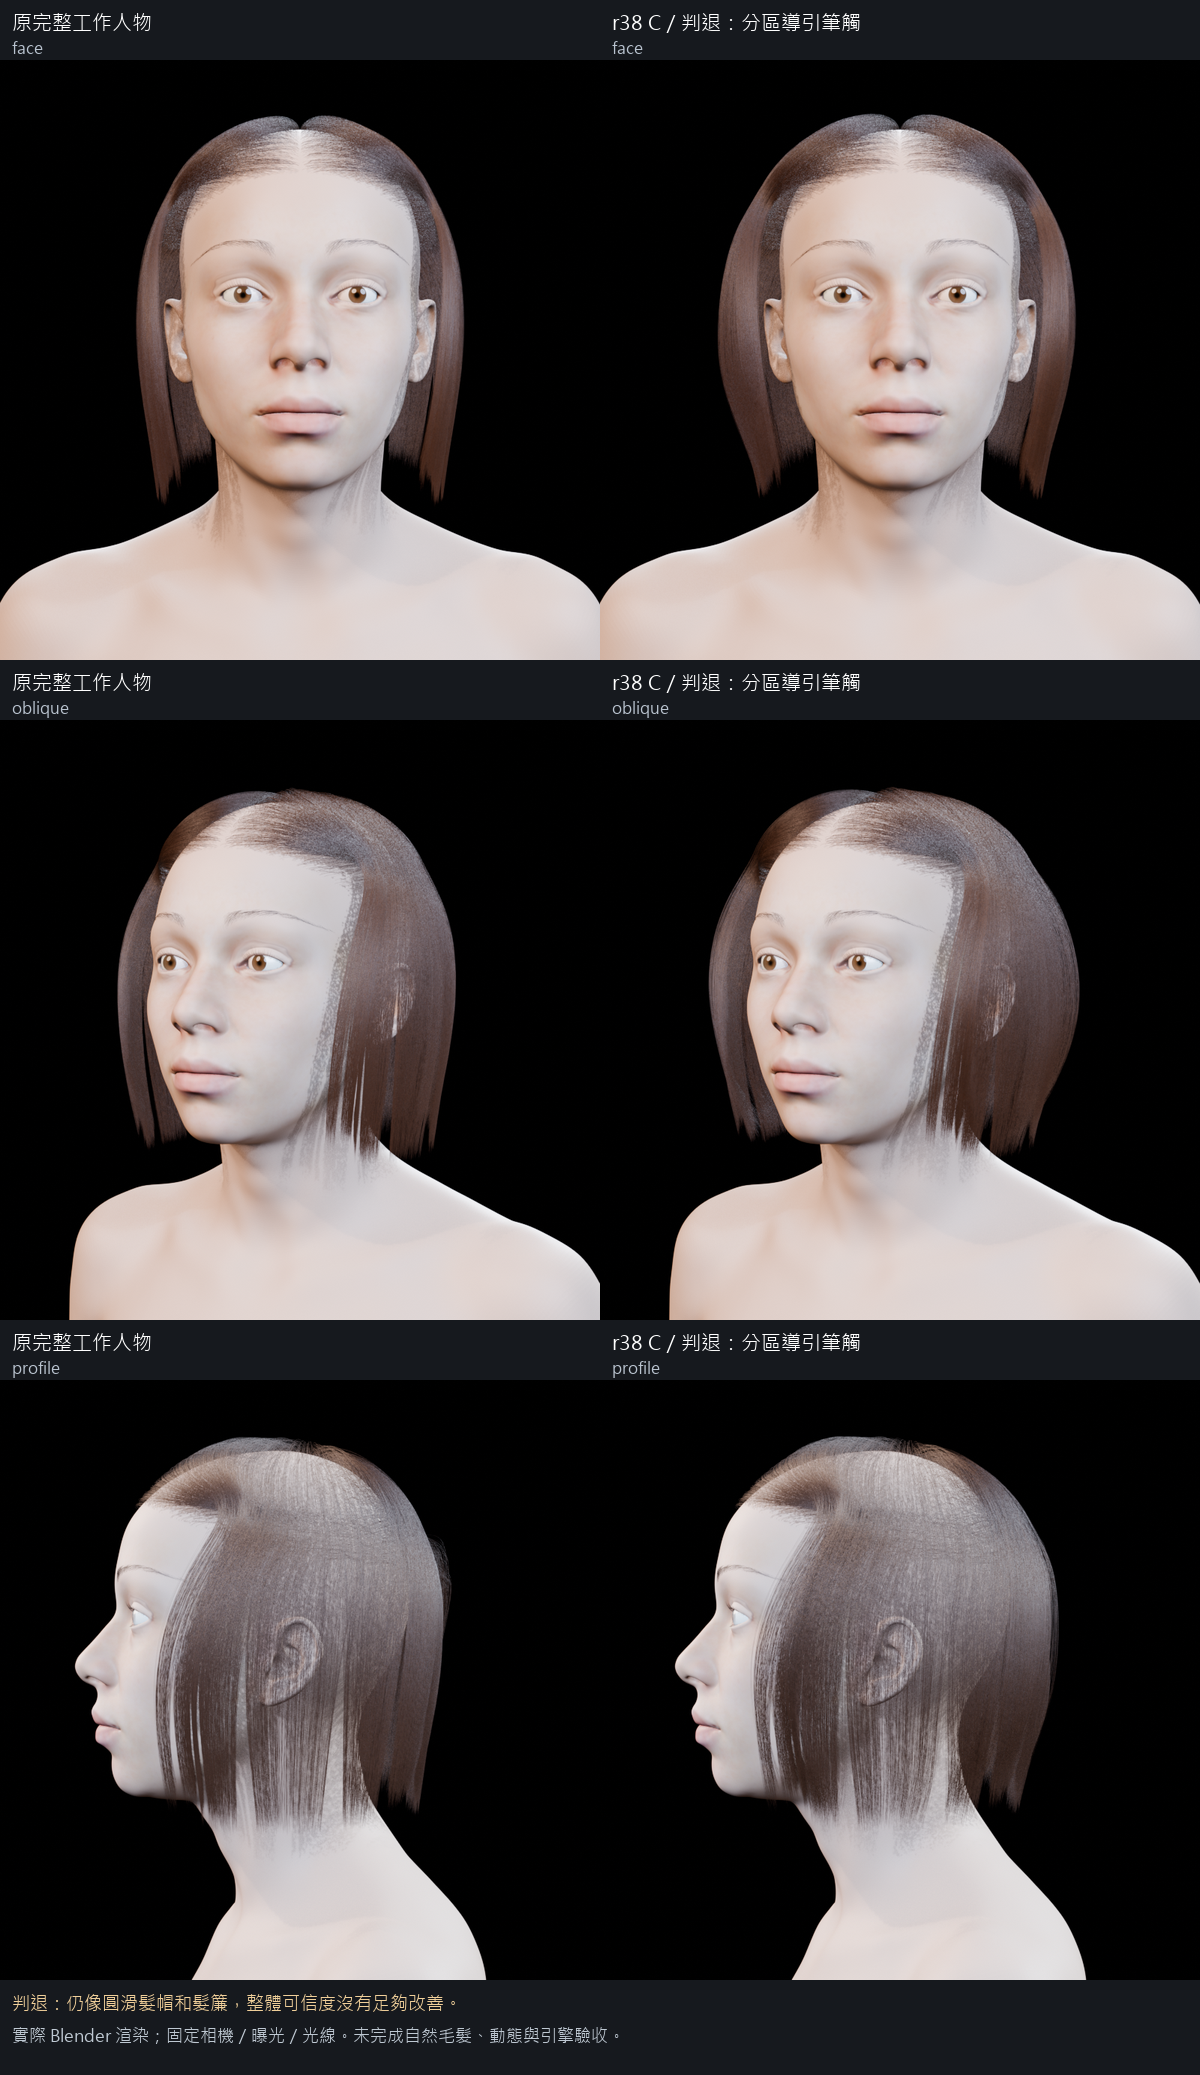 原完整工作人物
face
r38 C / 判退：分區導引筆觸
face
原完整工作人物
oblique
r38 C / 判退：分區導引筆觸
oblique
原完整工作人物
profile
r38 C / 判退：分區導引筆觸
profile
判退：仍像圓滑髮帽和髮簾，整體可信度沒有足夠改善。
實際 Blender 渲染；固定相機 / 曝光 / 光線。未完成自然毛髮、動態與引擎驗收。